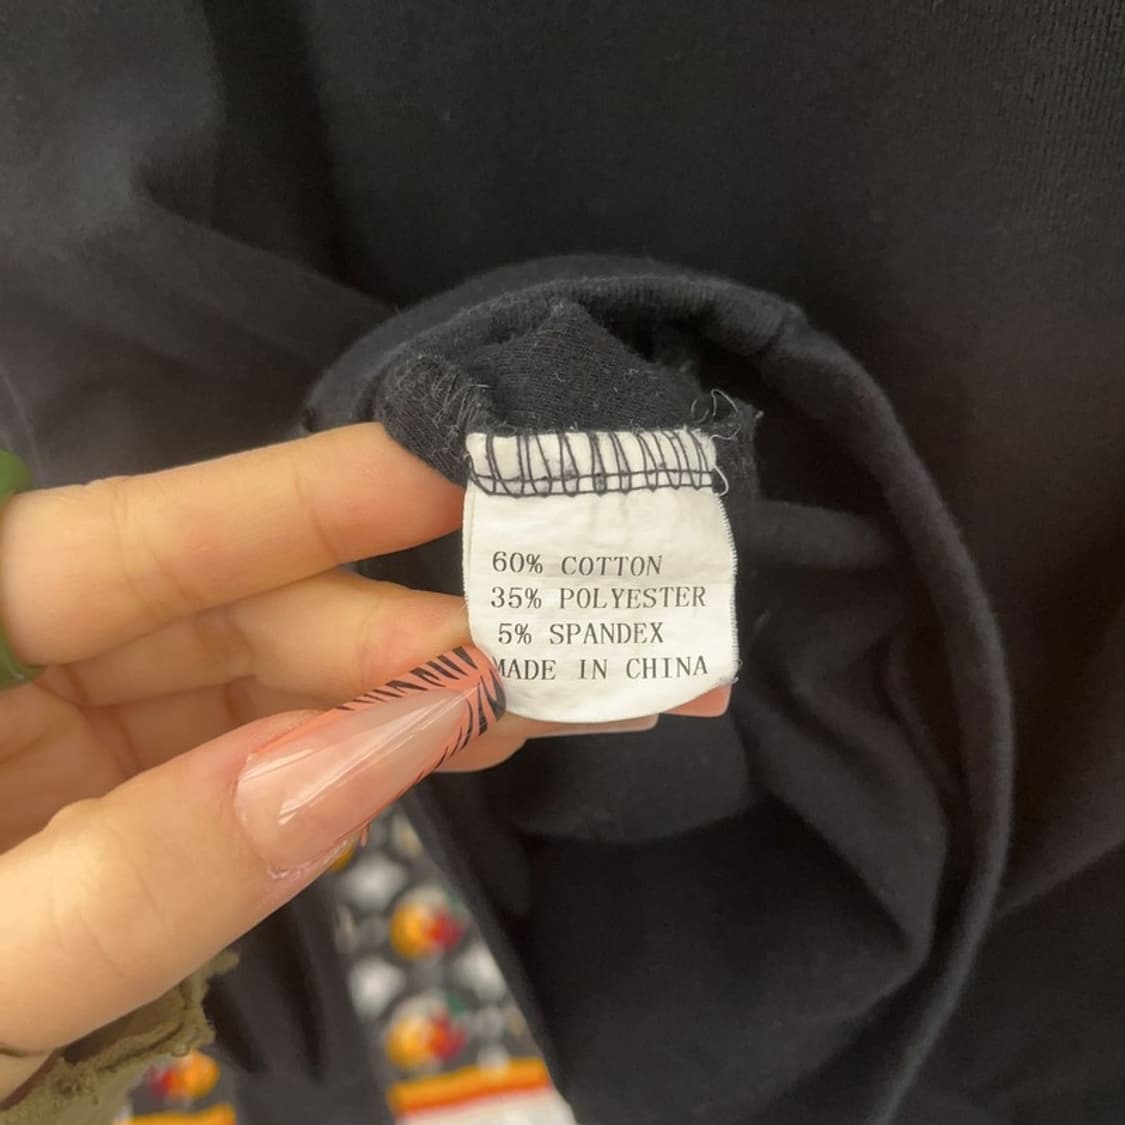 60% COTTON
35% POLYESTER
5% SPANDEX
MADE IN CHINA